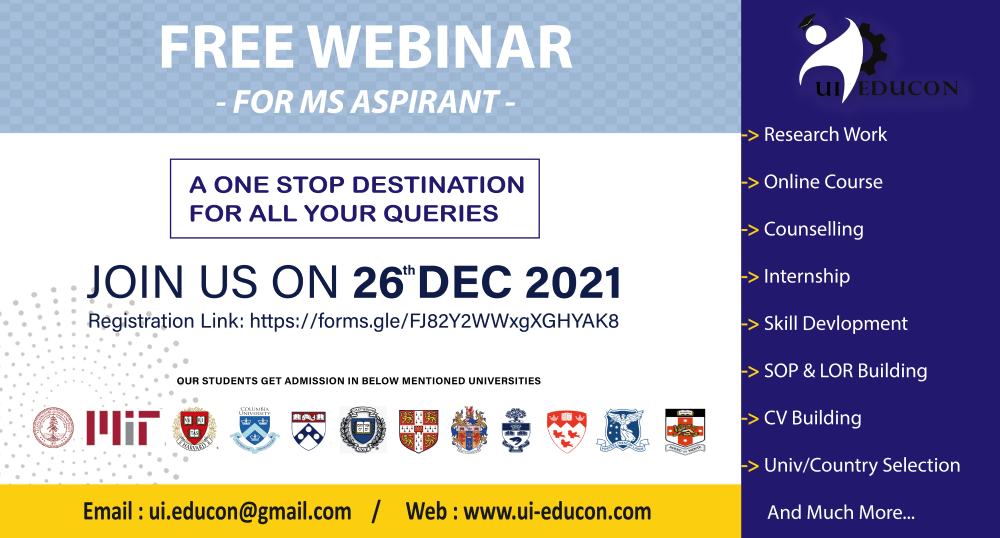 FREE WEBINAR
- FOR MS ASPIRANT -
A ONE STOP DESTINATION
FOR ALL YOUR QUERIES
JOIN US ON 26th DEC 2021
Registration Link: https://forms.gle/FJ82Y2WWxgXGHYAK8
OUR STUDENTS GET ADMISSION IN BELOW MENTIONED UNIVERSITIES
MIT
HARVARD
COLUMBIA
UNIVERSITY
Email : ui.educon@gmail.com / Web : www.ui-educon.com
UI EDUCON
-> Research Work
-> Online Course
-> Counselling
-> Internship
-> Skill Devlopment
-> SOP & LOR Building
-> CV Building
-> Univ/Country Selection
And Much More...